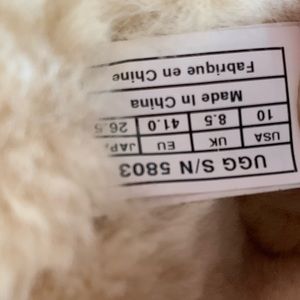 UGG S/N 5803
USA UK EU JAP.
10 8.5 41.0 26.5
Made In China
Fabrique en Chine